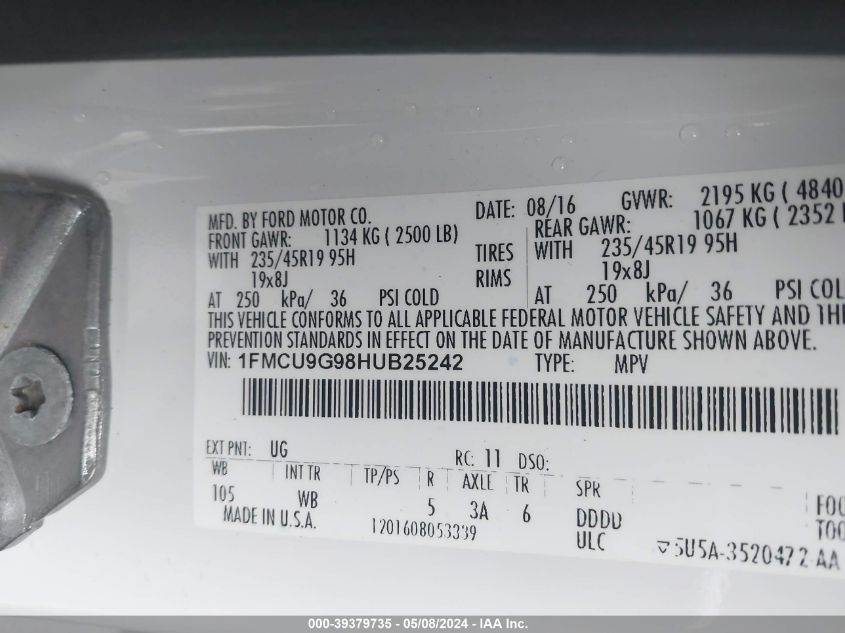 MFD. BY FORD MOTOR CO. DATE: 08/16 GVWR: 2195 KG ( 4840
FRONT GAWR: 1134 KG ( 2500 LB) REAR GAWR: 1067 KG ( 2352
WITH 235/45R19 95H TIRES WITH 235/45R19 95H
19x8J RIMS 19x8J
AT 250 kPa/ 36 PSI COLD AT 250 kPa/ 36 PSI COL
THIS VEHICLE CONFORMS TO ALL APPLICABLE FEDERAL MOTOR VEHICLE SAFETY AND
PREVENTION STANDARDS IN EFFECT ON THE DATE OF MANUFACTURE SHOWN ABOVE.
VIN: 1FMCU9G98HUB25242 TYPE: MPV
EXT PNT: UG RC: 11 DSO:
WB INT TR TP/PS R AXLE TR SPR
105 WB 5 3A 6 DDDD
MADE IN U.S.A. 1201608053339 ULC
5U5A-3520472 AA
000-39379735 - 05/08/2024 - IAA Inc.